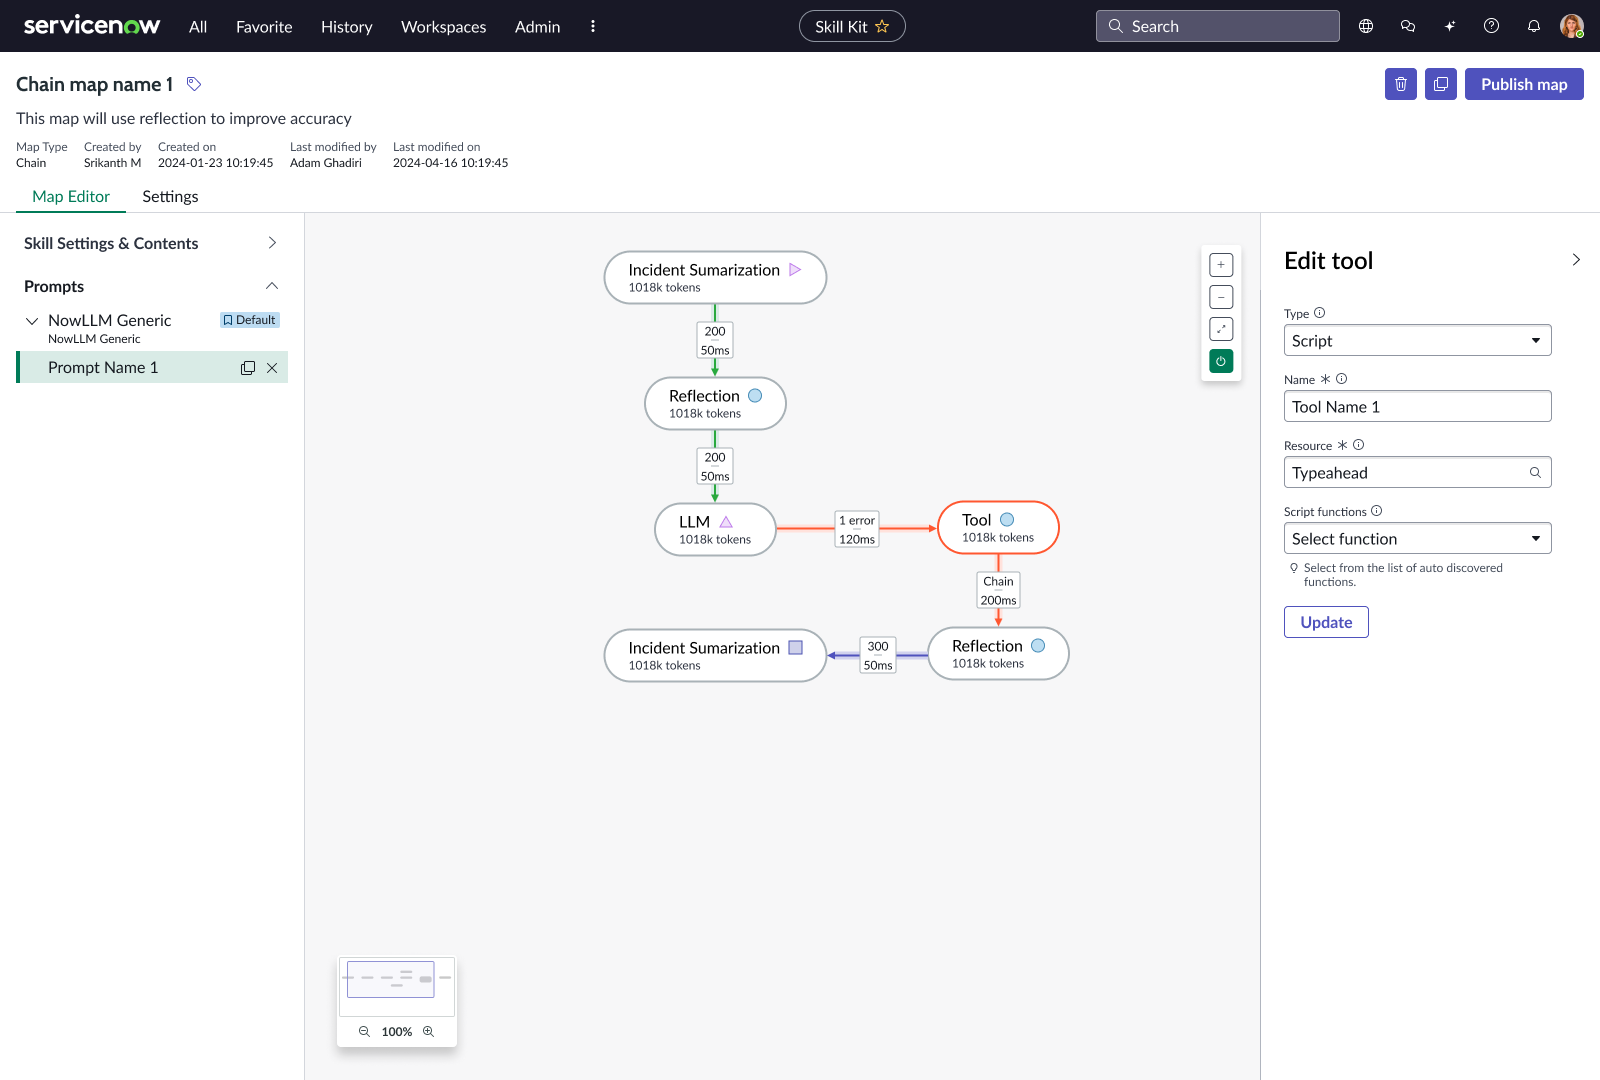 servicenow
All Favorite History Workspaces Admin
Skill Kit
Search
Chain map name 1
Publish map
This map will use reflection to improve accuracy
Map Type Created by Created on Last modified by Last modified on
Chain Srikanth M 2024-01-23 10:19:45 Adam Ghadiri 2024-04-16 10:19:45
Map Editor Settings
Skill Settings & Contents
Prompts
NowLLM Generic Default
NowLLM Generic
Prompt Name 1
Incident Sumarization
1018k tokens
200
50ms
Reflection
1018k tokens
200
50ms
LLM
1018k tokens
1 error
120ms
Tool
1018k tokens
Chain
200ms
Reflection
1018k tokens
300
50ms
Incident Sumarization
1018k tokens
100%
Edit tool
Type
Script
Name *
Tool Name 1
Resource *
Typeahead
Script functions
Select function
Select from the list of auto discovered
functions.
Update